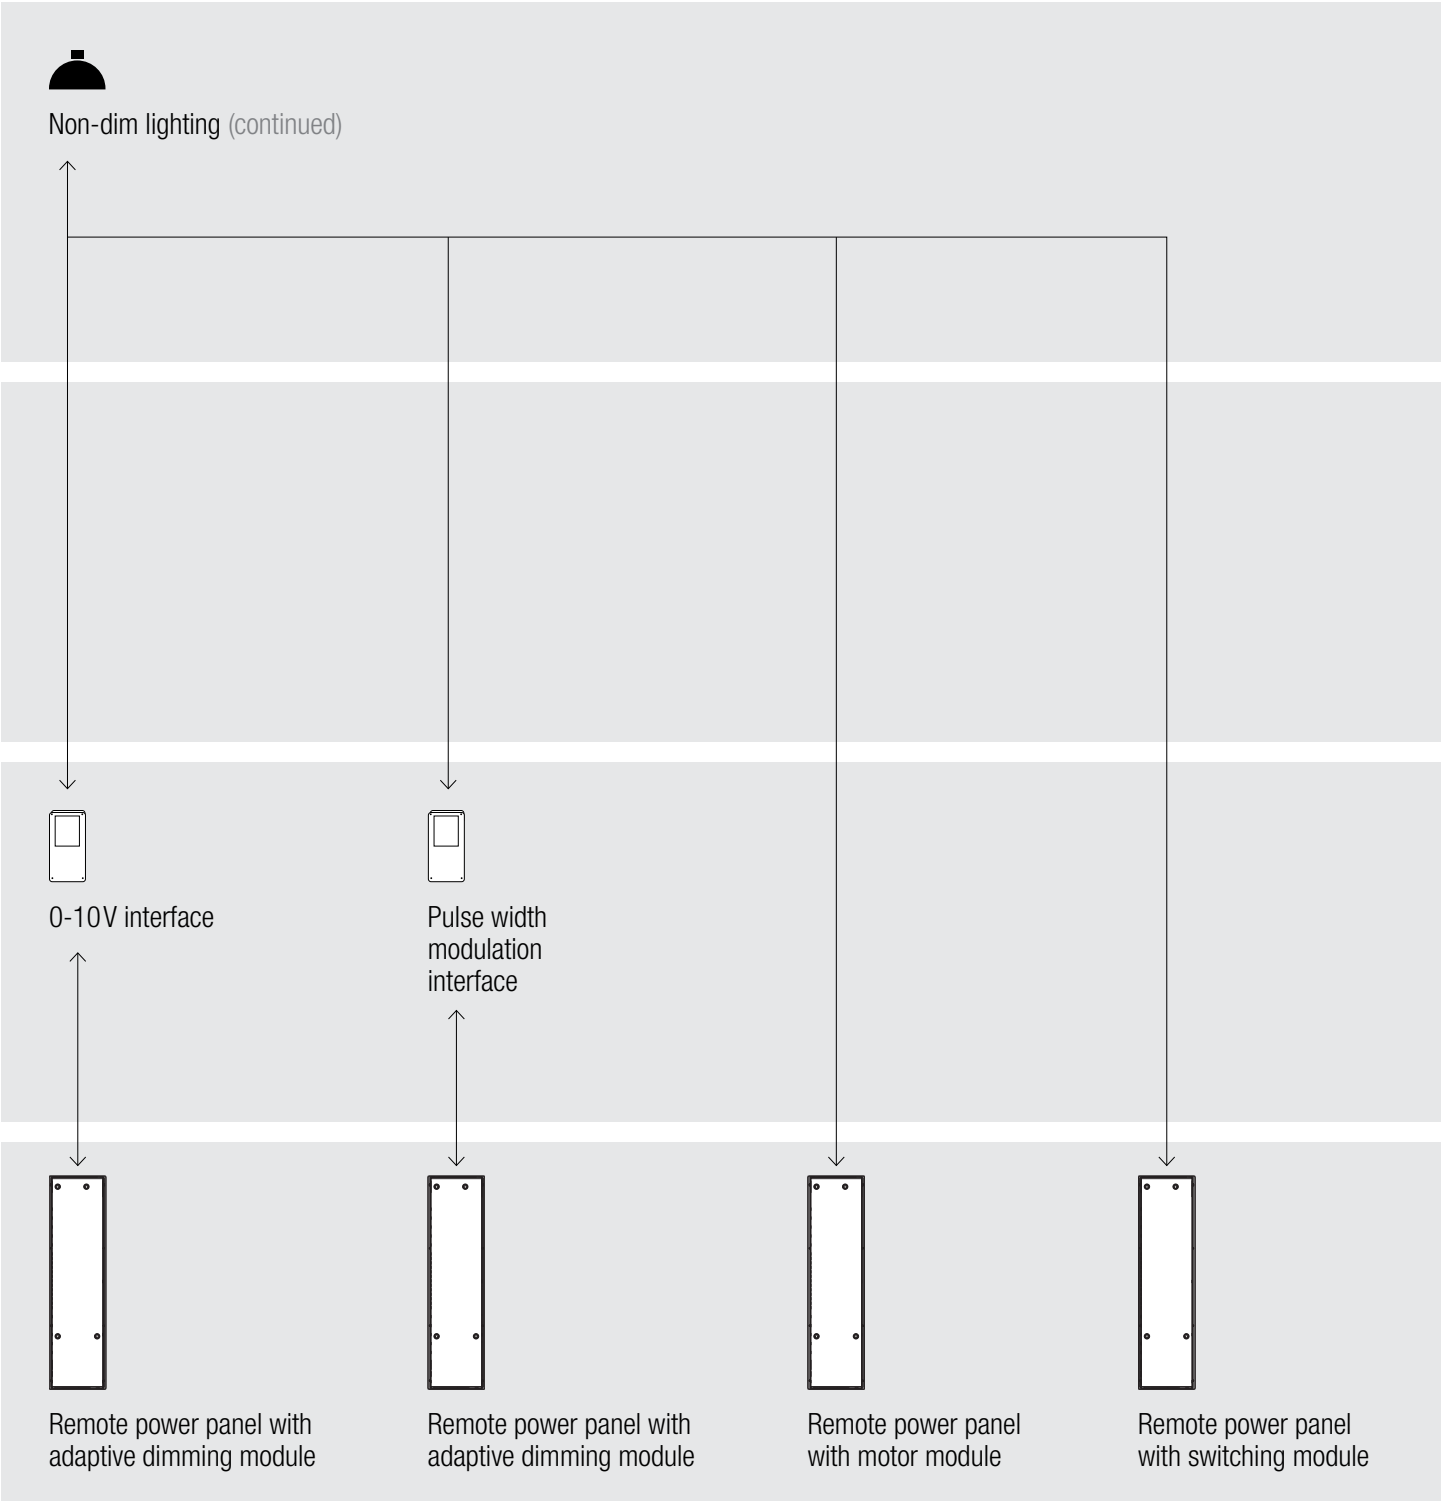 Non-dim lighting (continued)
0-10V interface
Pulse width
modulation
interface
Remote power panel with
adaptive dimming module
Remote power panel with
adaptive dimming module
Remote power panel
with motor module
Remote power panel
with switching module